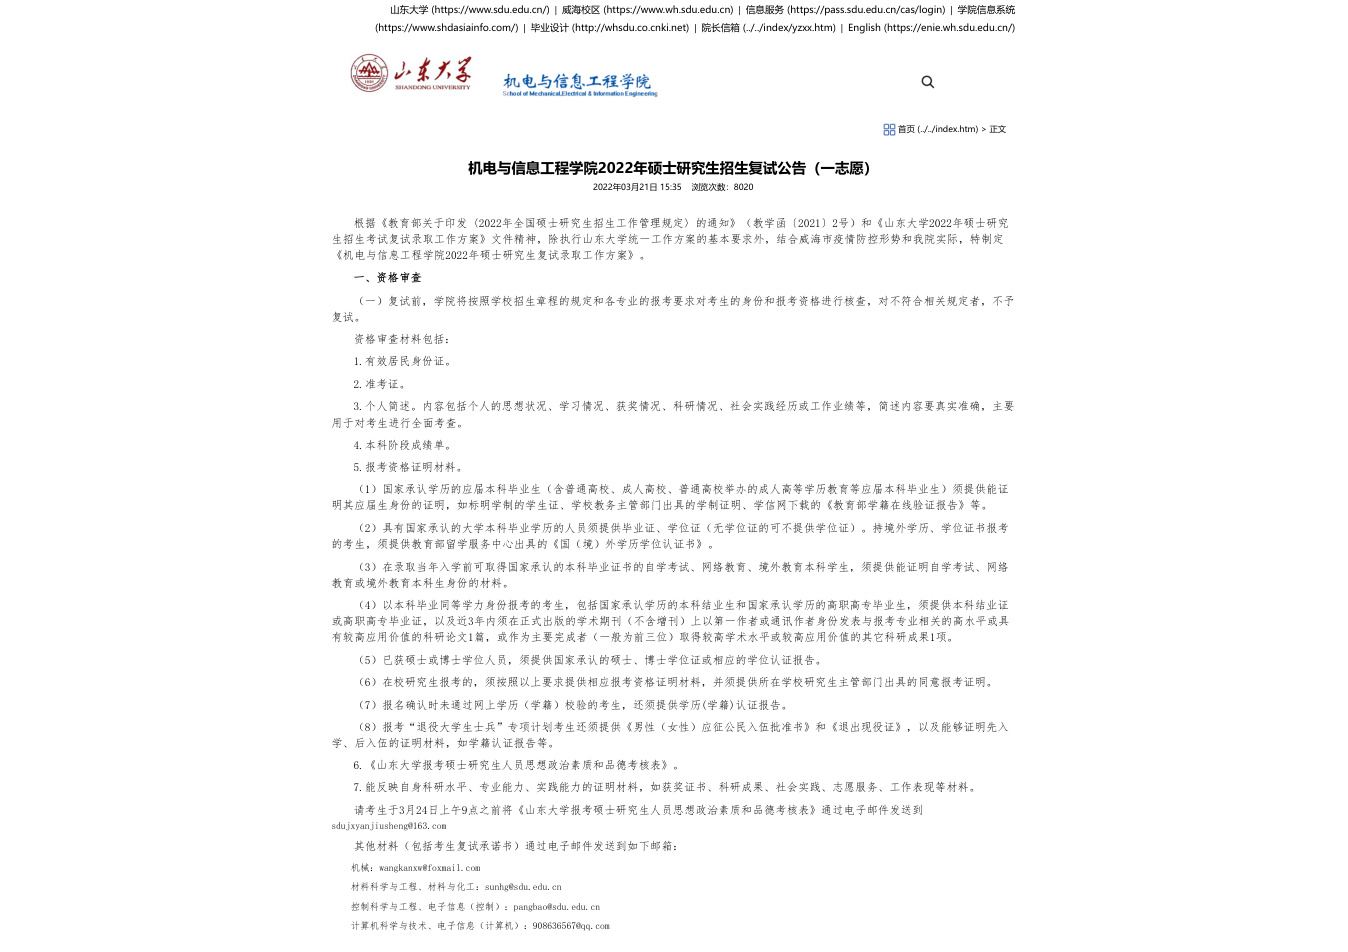 山东大学 (https://www.sdu.edu.cn/) | 威海校区 (https://www.wh.sdu.edu.cn) | 信息服务 (https://pass.sdu.edu.cn/cas/login) | 学院信息系统
(https://www.shdasiainfo.com/) | 毕业设计 (http://whsdu.co.cnki.net) | 院长信箱 (../../index/yzxx.htm) | English (https://enie.wh.sdu.edu.cn/)
山东大学
SHANDONG UNIVERSITY
机电与信息工程学院
School of Mechanical,Electrical & Information Engineering
首页 (../../index.htm) > 正文
机电与信息工程学院2022年硕士研究生招生复试公告（一志愿）
2022年03月21日 15:35 浏览次数：8020
根据《教育部关于印发〈2022年全国硕士研究生招生工作管理规定〉的通知》（教学函〔2021〕2号）和《山东大学2022年硕士研究
生招生考试复试录取工作方案》文件精神，除执行山东大学统一工作方案的基本要求外，结合威海市疫情防控形势和我院实际，特制定
《机电与信息工程学院2022年硕士研究生复试录取工作方案》。
一、资格审查
（一）复试前，学院将按照学校招生章程的规定和各专业的报考要求对考生的身份和报考资格进行核查，对不符合相关规定者，不予
复试。
资格审查材料包括：
1.有效居民身份证。
2.准考证。
3.个人简述。内容包括个人的思想状况、学习情况、获奖情况、科研情况、社会实践经历或工作业绩等，简述内容要真实准确，主要
用于对考生进行全面考查。
4.本科阶段成绩单。
5.报考资格证明材料。
（1）国家承认学历的应届本科毕业生（含普通高校、成人高校、普通高校举办的成人高等学历教育等应届本科毕业生）须提供能证
明其应届生身份的证明，如标明学制的学生证、学校教务主管部门出具的学制证明、学信网下载的《教育部学籍在线验证报告》等。
（2）具有国家承认的大学本科毕业学历的人员须提供毕业证、学位证（无学位证的可不提供学位证）。持境外学历、学位证书报考
的考生，须提供教育部留学服务中心出具的《国（境）外学历学位认证书》。
（3）在录取当年入学前可取得国家承认的本科毕业证书的自学考试、网络教育、境外教育本科学生，须提供能证明自学考试、网络
教育或境外教育本科生身份的材料。
（4）以本科毕业同等学力身份报考的考生，包括国家承认学历的本科结业生和国家承认学历的高职高专毕业生，须提供本科结业证
或高职高专毕业证，以及近3年内须在正式出版的学术期刊（不含增刊）上以第一作者或通讯作者身份发表与报考专业相关的高水平或具
有较高应用价值的科研论文1篇，或作为主要完成者（一般为前三位）取得较高学术水平或较高应用价值的其它科研成果1项。
（5）已获硕士或博士学位人员，须提供国家承认的硕士、博士学位证或相应的学位认证报告。
（6）在校研究生报考的，须按照以上要求提供相应报考资格证明材料，并须提供所在学校研究生主管部门出具的同意报考证明。
（7）报名确认时未通过网上学历（学籍）校验的考生，还须提供学历(学籍)认证报告。
（8）报考“退役大学生士兵”专项计划考生还须提供《男性（女性）应征公民入伍批准书》和《退出现役证》，以及能够证明先入
学、后入伍的证明材料，如学籍认证报告等。
6.《山东大学报考硕士研究生人员思想政治素质和品德考核表》。
7.能反映自身科研水平、专业能力、实践能力的证明材料，如获奖证书、科研成果、社会实践、志愿服务、工作表现等材料。
请考生于3月24日上午9点之前将《山东大学报考硕士研究生人员思想政治素质和品德考核表》通过电子邮件发送到
sdujxyanjiusheng@163.com
其他材料（包括考生复试承诺书）通过电子邮件发送到如下邮箱：
机械：wangkanxw@foxmail.com
材料科学与工程、材料与化工：sunhg@sdu.edu.cn
控制科学与工程、电子信息（控制）：pangbao@sdu.edu.cn
计算机科学与技术、电子信息（计算机）：908636567@qq.com